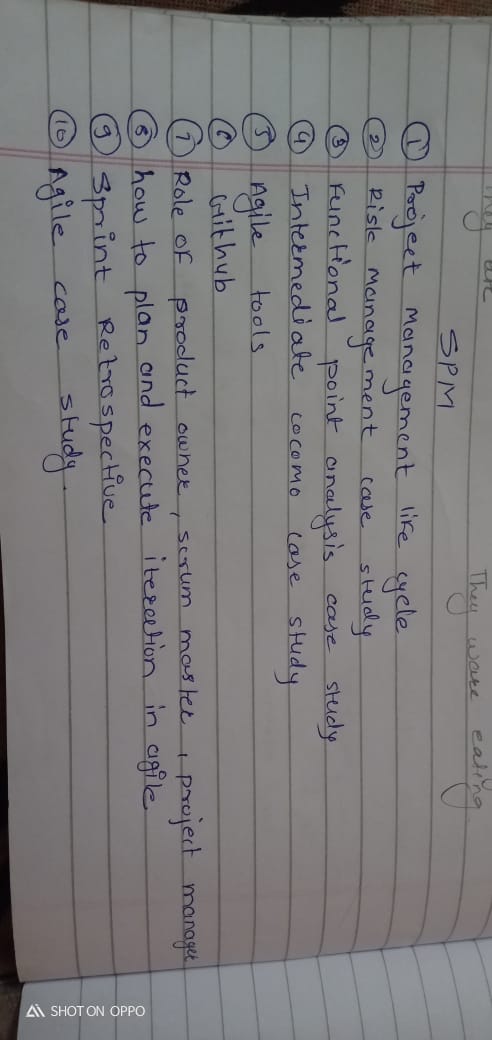 They are
They ware eating
SPM
① Project Management like cycle
② Risk Management case study
③ Functional point analysis case study
④ Intermediate cocomo case study
⑤ Agile tools
⑥ Github
⑦ Role of product owner, scrum master, project manager
⑧ how to plan and execute itereation in agile
⑨ Sprint Retrospective
⑩ Agile case study.
SHOT ON OPPO